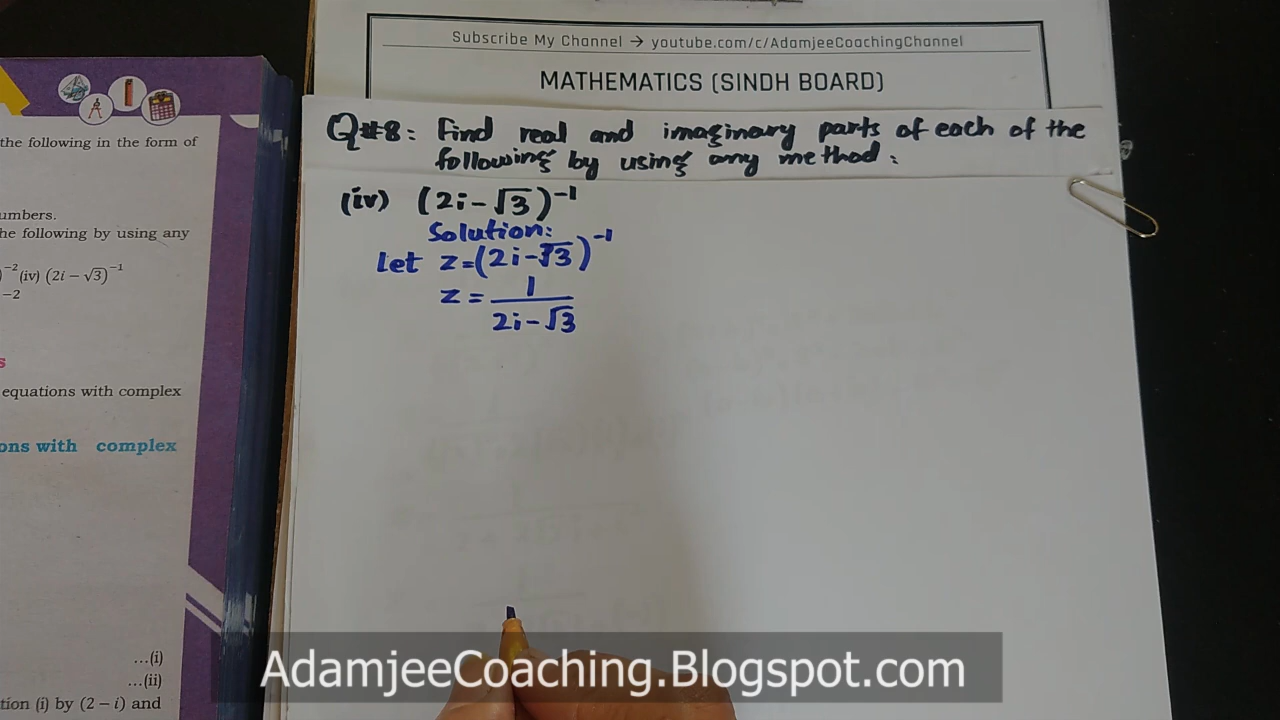 Subscribe My Channel → youtube.com/c/AdamjeeCoachingChannel
MATHEMATICS (SINDH BOARD)
Q#8: Find real and imaginary parts of each of the
following by using any method:
(iv) (2i-√3)⁻¹
Solution:
Let z=(2i-√3)⁻¹
z = 1/(2i-√3)
the following in the form of
umbers.
he following by using any
)⁻² (iv) (2i − √3)⁻¹
−2
s
equations with complex
ons with complex
...(i)
...(ii)
tion (i) by (2 − i) and
AdamjeeCoaching.Blogspot.com